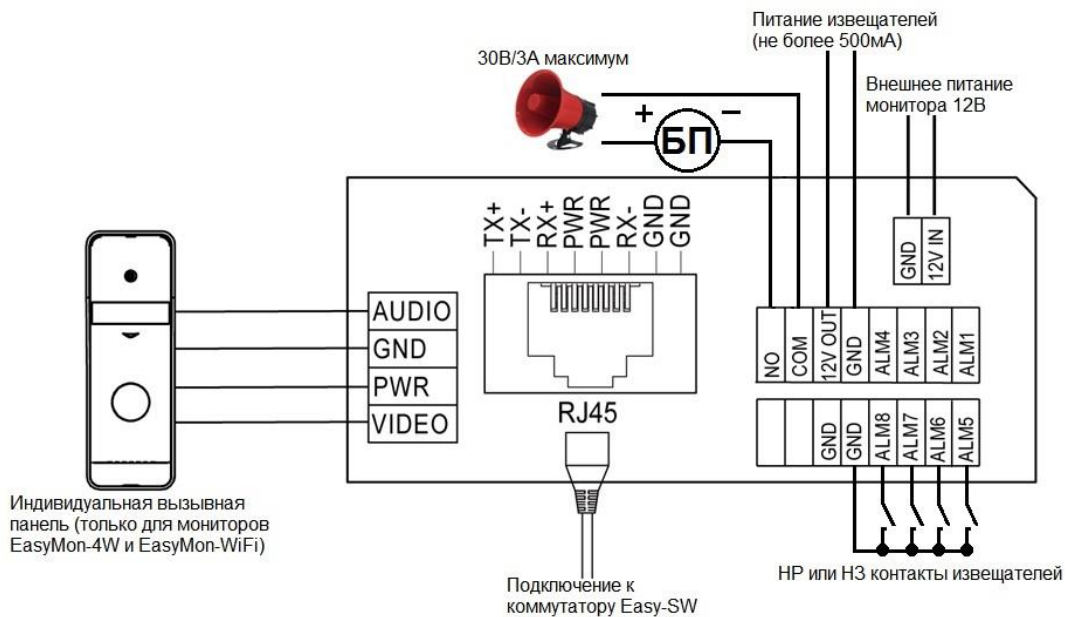 Питание извещателей
(не более 500мА)
30В/3А максимум
Внешнее питание
монитора 12В
+ БП −
TX+
TX-
RX+
PWR
PWR
RX-
GND
GND
GND
12V IN
AUDIO
GND
PWR
VIDEO
NO
COM
12V OUT
GND
ALM4
ALM3
ALM2
ALM1
RJ45
GND
GND
ALM8
ALM7
ALM6
ALM5
Индивидуальная вызывная
панель (только для мониторов
EasyMon-4W и EasyMon-WiFi)
НР или НЗ контакты извещателей
Подключение к
коммутатору Easy-SW